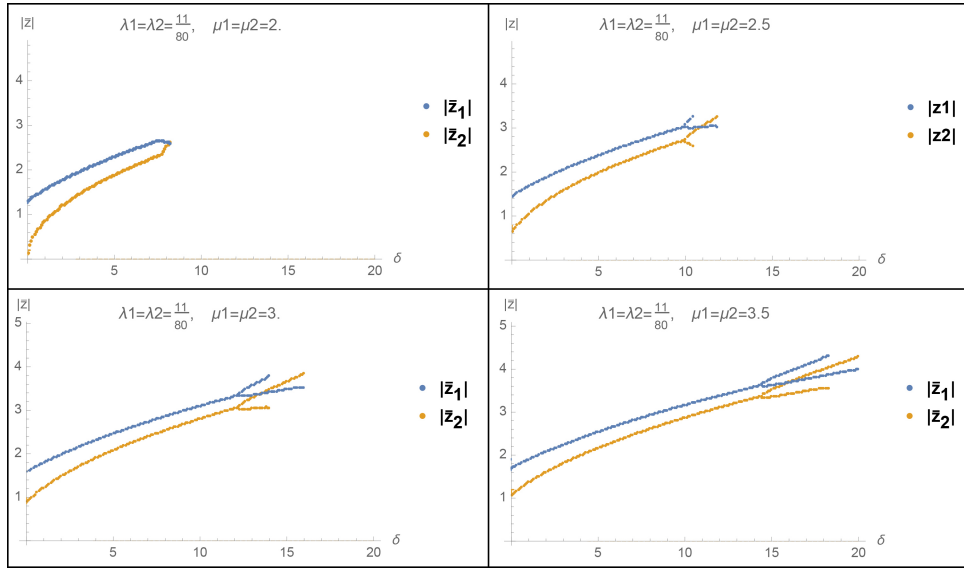 |z|
λ1=λ2=11/80, μ1=μ2=2.
4
3
2
1
5 10 15 20 δ
|z̄₁|
|z̄₂|
|z|
λ1=λ2=11/80, μ1=μ2=2.5
4
3
2
1
5 10 15 20 δ
|z1|
|z2|
|z|
λ1=λ2=11/80, μ1=μ2=3.
5
4
3
2
1
5 10 15 20 δ
|z̄₁|
|z̄₂|
|z|
λ1=λ2=11/80, μ1=μ2=3.5
5
4
3
2
1
5 10 15 20 δ
|z̄₁|
|z̄₂|